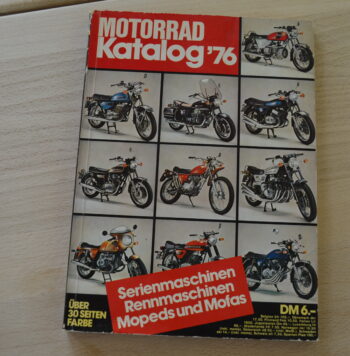 MOTORRAD
Katalog '76
Serienmaschinen
Rennmaschinen
Mopeds und Mofas
ÜBER
30 SEITEN
FARBE
DM 6.-